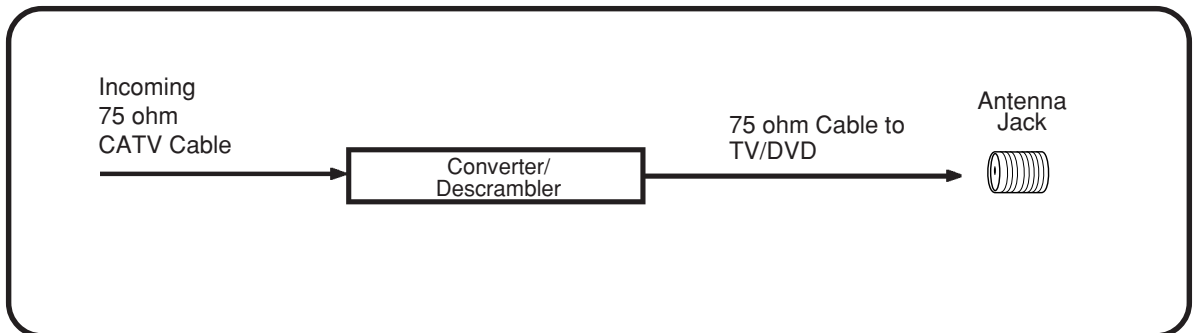 Incoming
75 ohm
CATV Cable
Converter/
Descrambler
75 ohm Cable to
TV/DVD
Antenna
Jack